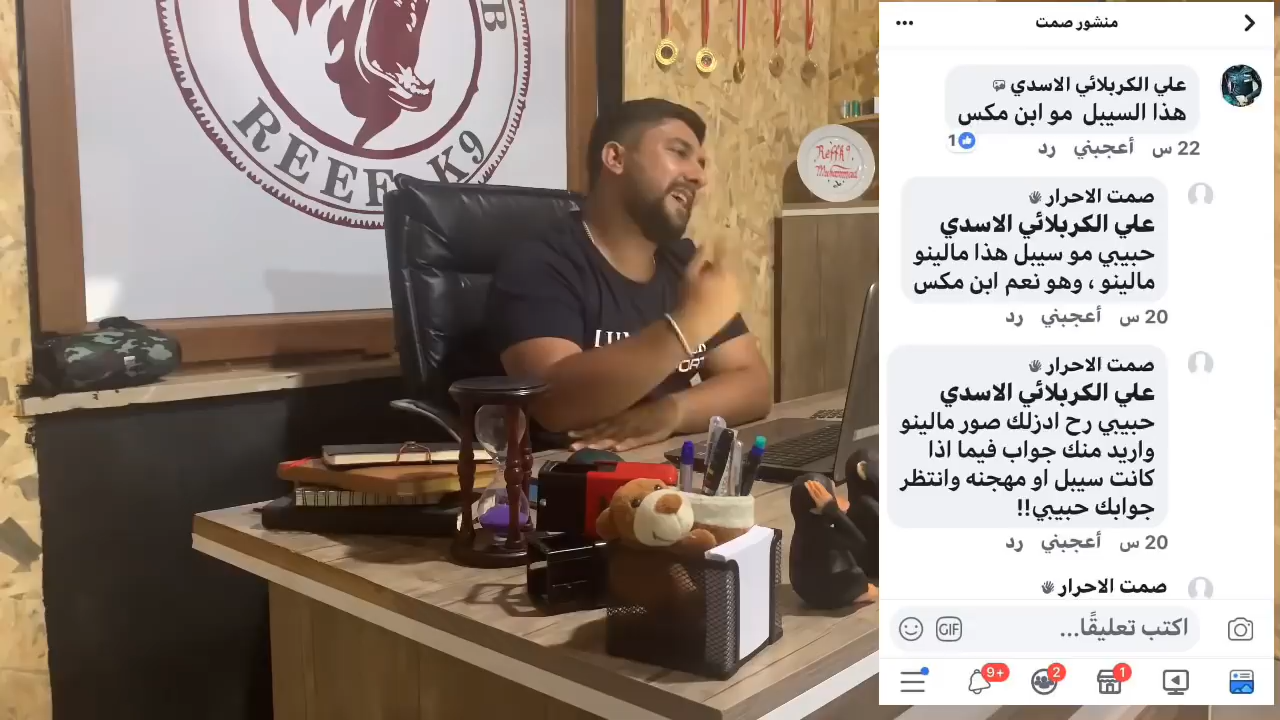 B
REEF K9
Reffk9
Muhammad
منشور صمت
علي الكربلائي الاسدي
هذا السيبل مو ابن مكس
22 س أعجبني رد
1
صمت الاحرار
علي الكربلائي الاسدي
حبيبي مو سيبل هذا مالينو
مالينو ، وهو نعم ابن مكس
20 س أعجبني رد
صمت الاحرار
علي الكربلائي الاسدي
حبيبي رح ادزلك صور مالينو
واريد منك جواب فيما اذا
كانت سيبل او مهجنه وانتظر
جوابك حبيبي!!
20 س أعجبني رد
صمت الاحرار
اكتب تعليقًا...
GIF
9+
2
1